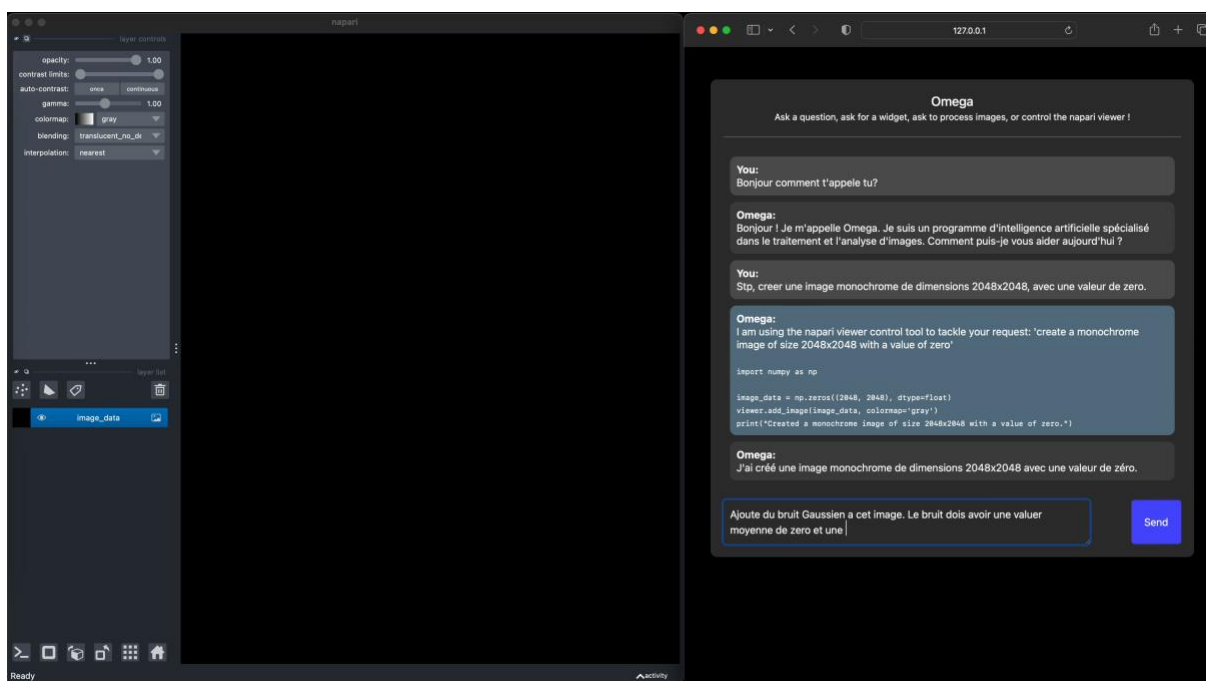 napari
layer controls
opacity: 1.00
contrast limits:
auto-contrast: once continuous
gamma: 1.00
colormap: gray
blending: translucent_no_de
interpolation: nearest
layer list
image_data
Ready
activity
127.0.0.1
Omega
Ask a question, ask for a widget, ask to process images, or control the napari viewer !
You:
Bonjour comment t'appele tu?
Omega:
Bonjour ! Je m'appelle Omega. Je suis un programme d'intelligence artificielle spécialisé
dans le traitement et l'analyse d'images. Comment puis-je vous aider aujourd'hui ?
You:
Stp, creer une image monochrome de dimensions 2048x2048, avec une valeur de zero.
Omega:
I am using the napari viewer control tool to tackle your request: 'create a monochrome
image of size 2048x2048 with a value of zero'
import numpy as np
image_data = np.zeros((2048, 2048), dtype=float)
viewer.add_image(image_data, colormap='gray')
print("Created a monochrome image of size 2048x2048 with a value of zero.")
Omega:
J'ai créé une image monochrome de dimensions 2048x2048 avec une valeur de zéro.
Ajoute du bruit Gaussien a cet image. Le bruit dois avoir une valuer
moyenne de zero et une
Send